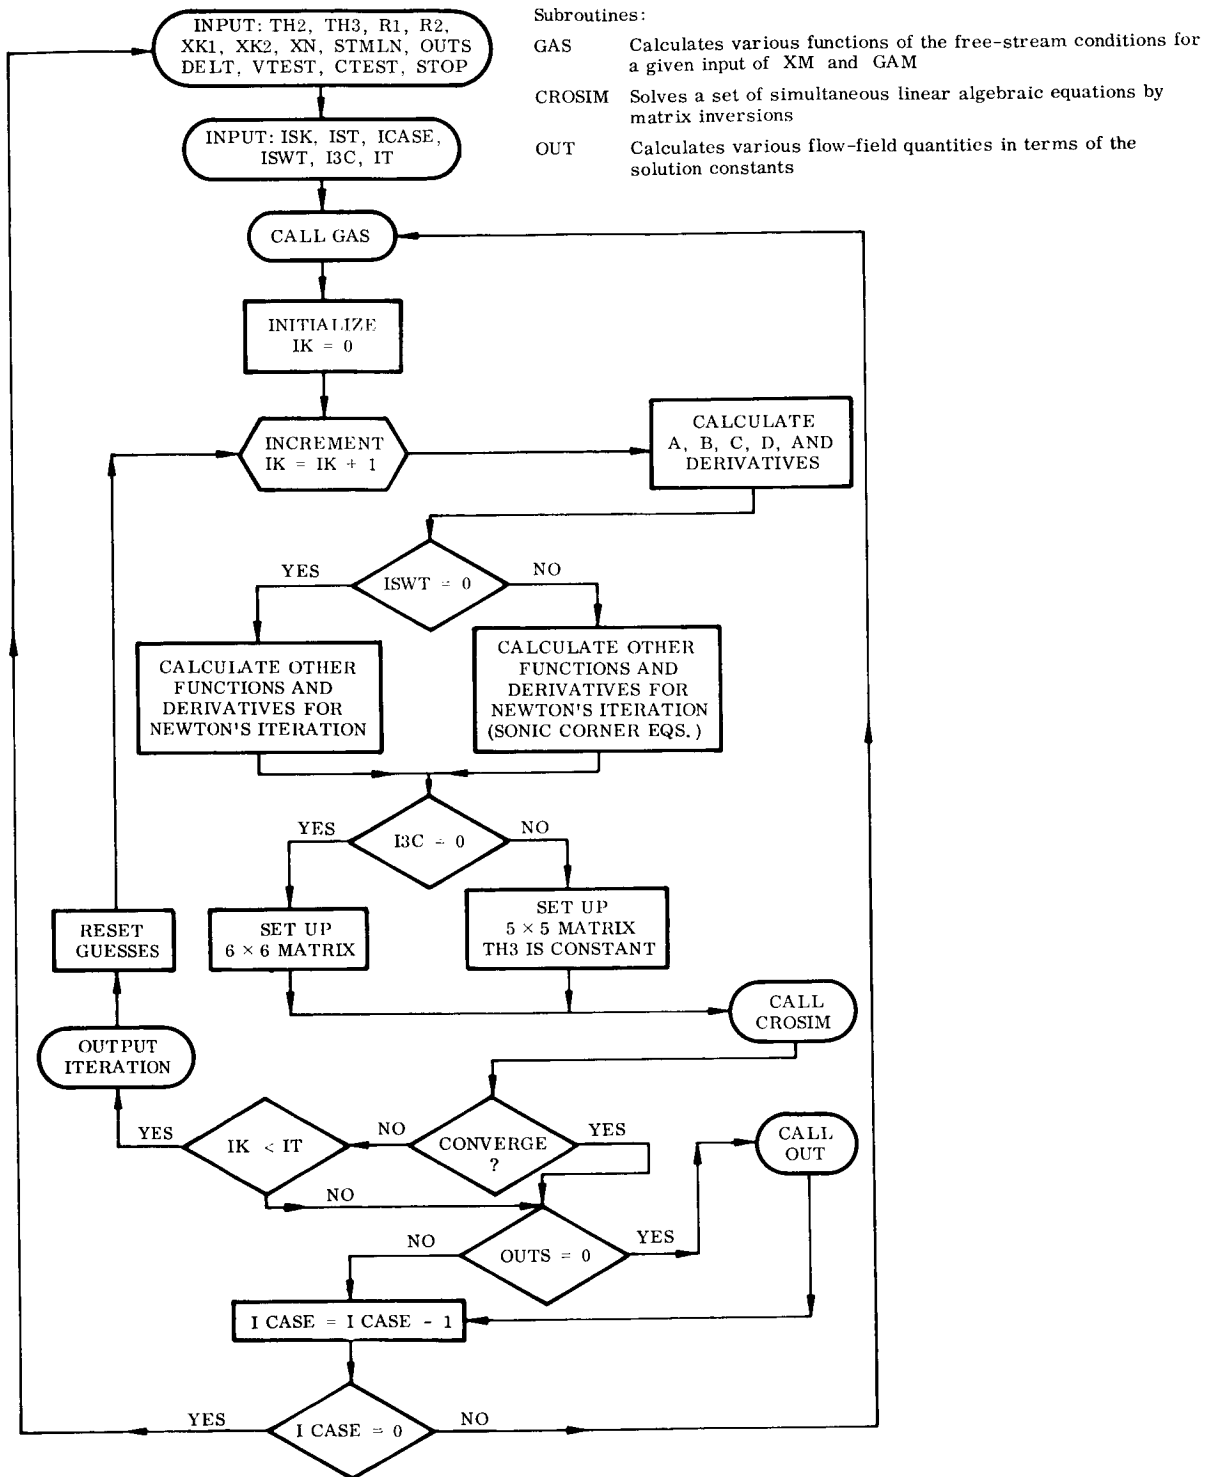 INPUT: TH2, TH3, R1, R2,
XK1, XK2, XN, STMLN, OUTS
DELT, VTEST, CTEST, STOP
Subroutines:
GAS Calculates various functions of the free-stream conditions for
a given input of XM and GAM
CROSIM Solves a set of simultaneous linear algebraic equations by
matrix inversions
OUT Calculates various flow-field quantities in terms of the
solution constants
INPUT: ISK, IST, ICASE,
ISWT, I3C, IT
CALL GAS
INITIALIZE
IK = 0
INCREMENT
IK = IK + 1
CALCULATE
A, B, C, D, AND
DERIVATIVES
YES
ISWT = 0
NO
CALCULATE OTHER
FUNCTIONS AND
DERIVATIVES FOR
NEWTON'S ITERATION
CALCULATE OTHER
FUNCTIONS AND
DERIVATIVES FOR
NEWTON'S ITERATION
(SONIC CORNER EQS.)
YES
I3C = 0
NO
RESET
GUESSES
SET UP
6 × 6 MATRIX
SET UP
5 × 5 MATRIX
TH3 IS CONSTANT
CALL
CROSIM
OUTPUT
ITERATION
YES
IK < IT
NO
CONVERGE
?
YES
CALL
OUT
NO
NO
OUTS = 0
YES
I CASE = I CASE - 1
YES
I CASE = 0
NO